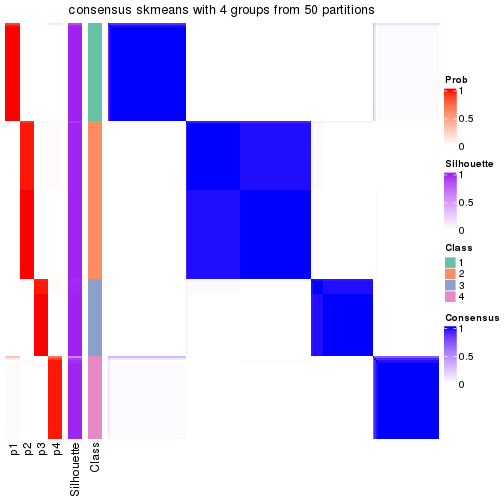 consensus skmeans with 4 groups from 50 partitions
Prob
1
0.5
0
Silhouette
1
0.5
0
Class
1
2
3
4
Consensus
1
0.5
0
p1
p2
p3
p4
Silhouette
Class